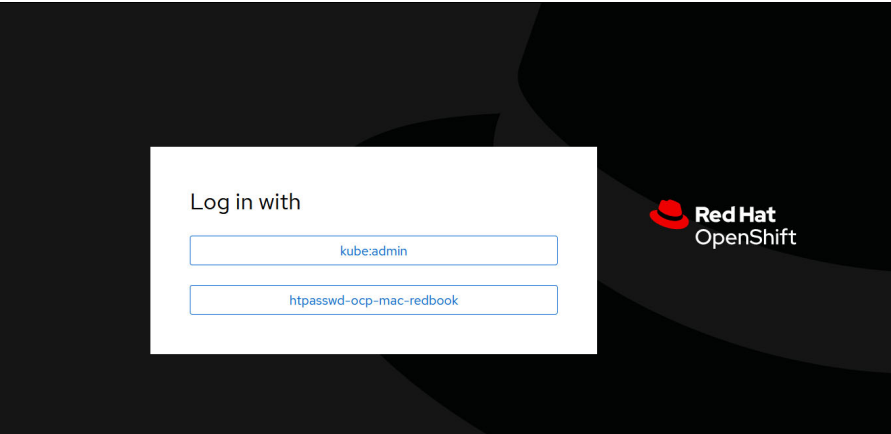 Log in with
kube:admin
htpasswd-ocp-mac-redbook
Red Hat
OpenShift